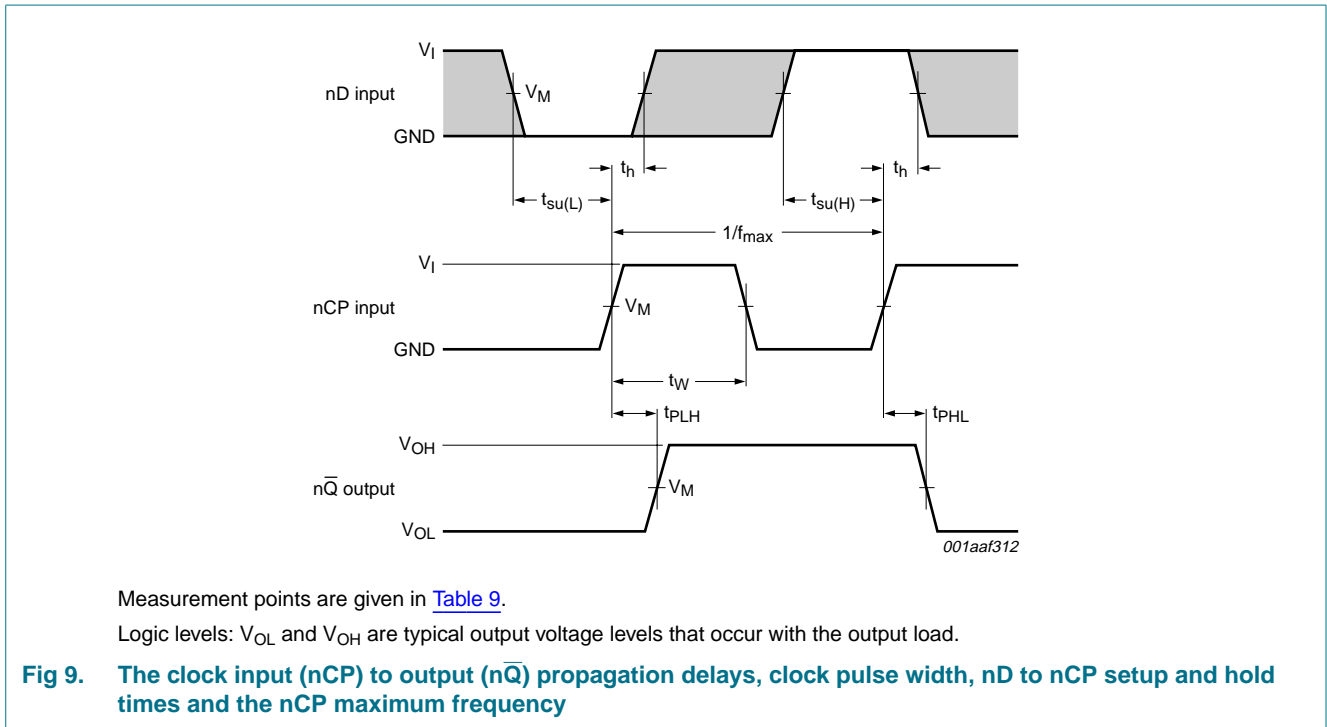 V_I
nD input
V_M
GND
t_h
t_h
t_su(L)
t_su(H)
1/f_max
V_I
nCP input
V_M
GND
t_W
t_PLH
t_PHL
V_OH
nQ̅ output
V_M
V_OL
001aaf312
Measurement points are given in Table 9.
Logic levels: V_OL and V_OH are typical output voltage levels that occur with the output load.
Fig 9. The clock input (nCP) to output (nQ̅) propagation delays, clock pulse width, nD to nCP setup and hold
times and the nCP maximum frequency